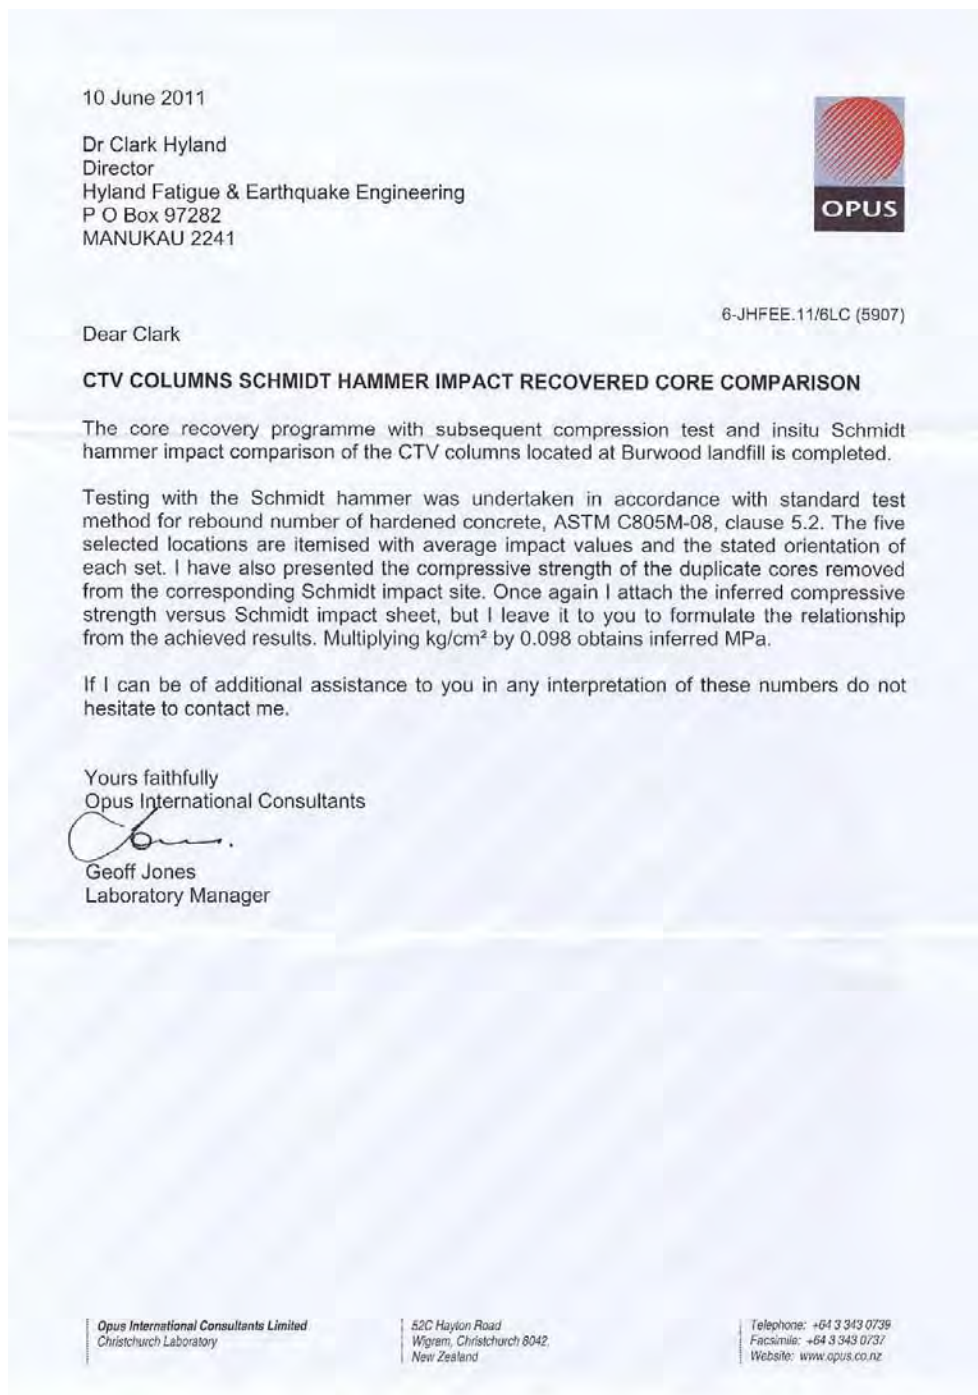 10 June 2011
Dr Clark Hyland
Director
Hyland Fatigue & Earthquake Engineering
P O Box 97282
MANUKAU 2241
OPUS
6-JHFEE.11/6LC (5907)
Dear Clark
CTV COLUMNS SCHMIDT HAMMER IMPACT RECOVERED CORE COMPARISON
The core recovery programme with subsequent compression test and insitu Schmidt
hammer impact comparison of the CTV columns located at Burwood landfill is completed.
Testing with the Schmidt hammer was undertaken in accordance with standard test
method for rebound number of hardened concrete, ASTM C805M-08, clause 5.2. The five
selected locations are itemised with average impact values and the stated orientation of
each set. I have also presented the compressive strength of the duplicate cores removed
from the corresponding Schmidt impact site. Once again I attach the inferred compressive
strength versus Schmidt impact sheet, but I leave it to you to formulate the relationship
from the achieved results. Multiplying kg/cm² by 0.098 obtains inferred MPa.
If I can be of additional assistance to you in any interpretation of these numbers do not
hesitate to contact me.
Yours faithfully
Opus International Consultants
Geoff Jones
Laboratory Manager
Opus International Consultants Limited
Christchurch Laboratory
52C Hayton Road
Wigram, Christchurch 8042,
New Zealand
Telephone: +64 3 343 0739
Facsimile: +64 3 343 0737
Website: www.opus.co.nz